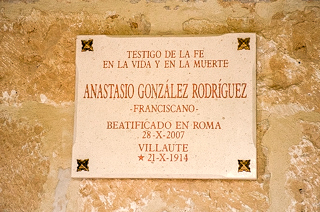 TESTIGO DE LA FE
EN LA VIDA Y EN LA MUERTE
ANASTASIO GONZÁLEZ RODRÍGUEZ
-FRANCISCANO-
BEATIFICADO EN ROMA
28-X-2007
VILLAUTE
★ 21-X-1914